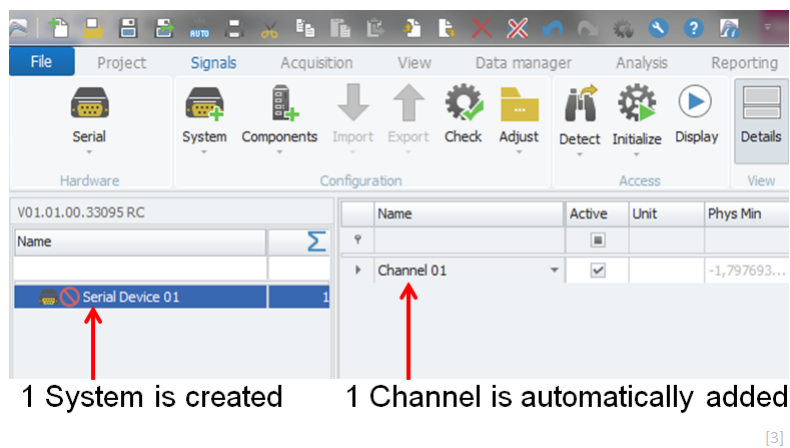 AUTO
File Project Signals Acquisition View Data manager Analysis Reporting
Serial System Components Import Export Check Adjust Detect Initialize Display Details
Hardware Configuration Access View
V01.01.00.33095 RC
Name Active Unit Phys Min
Name Σ
Channel 01 -1,797693...
Serial Device 01 1
1 System is created 1 Channel is automatically added
[3]